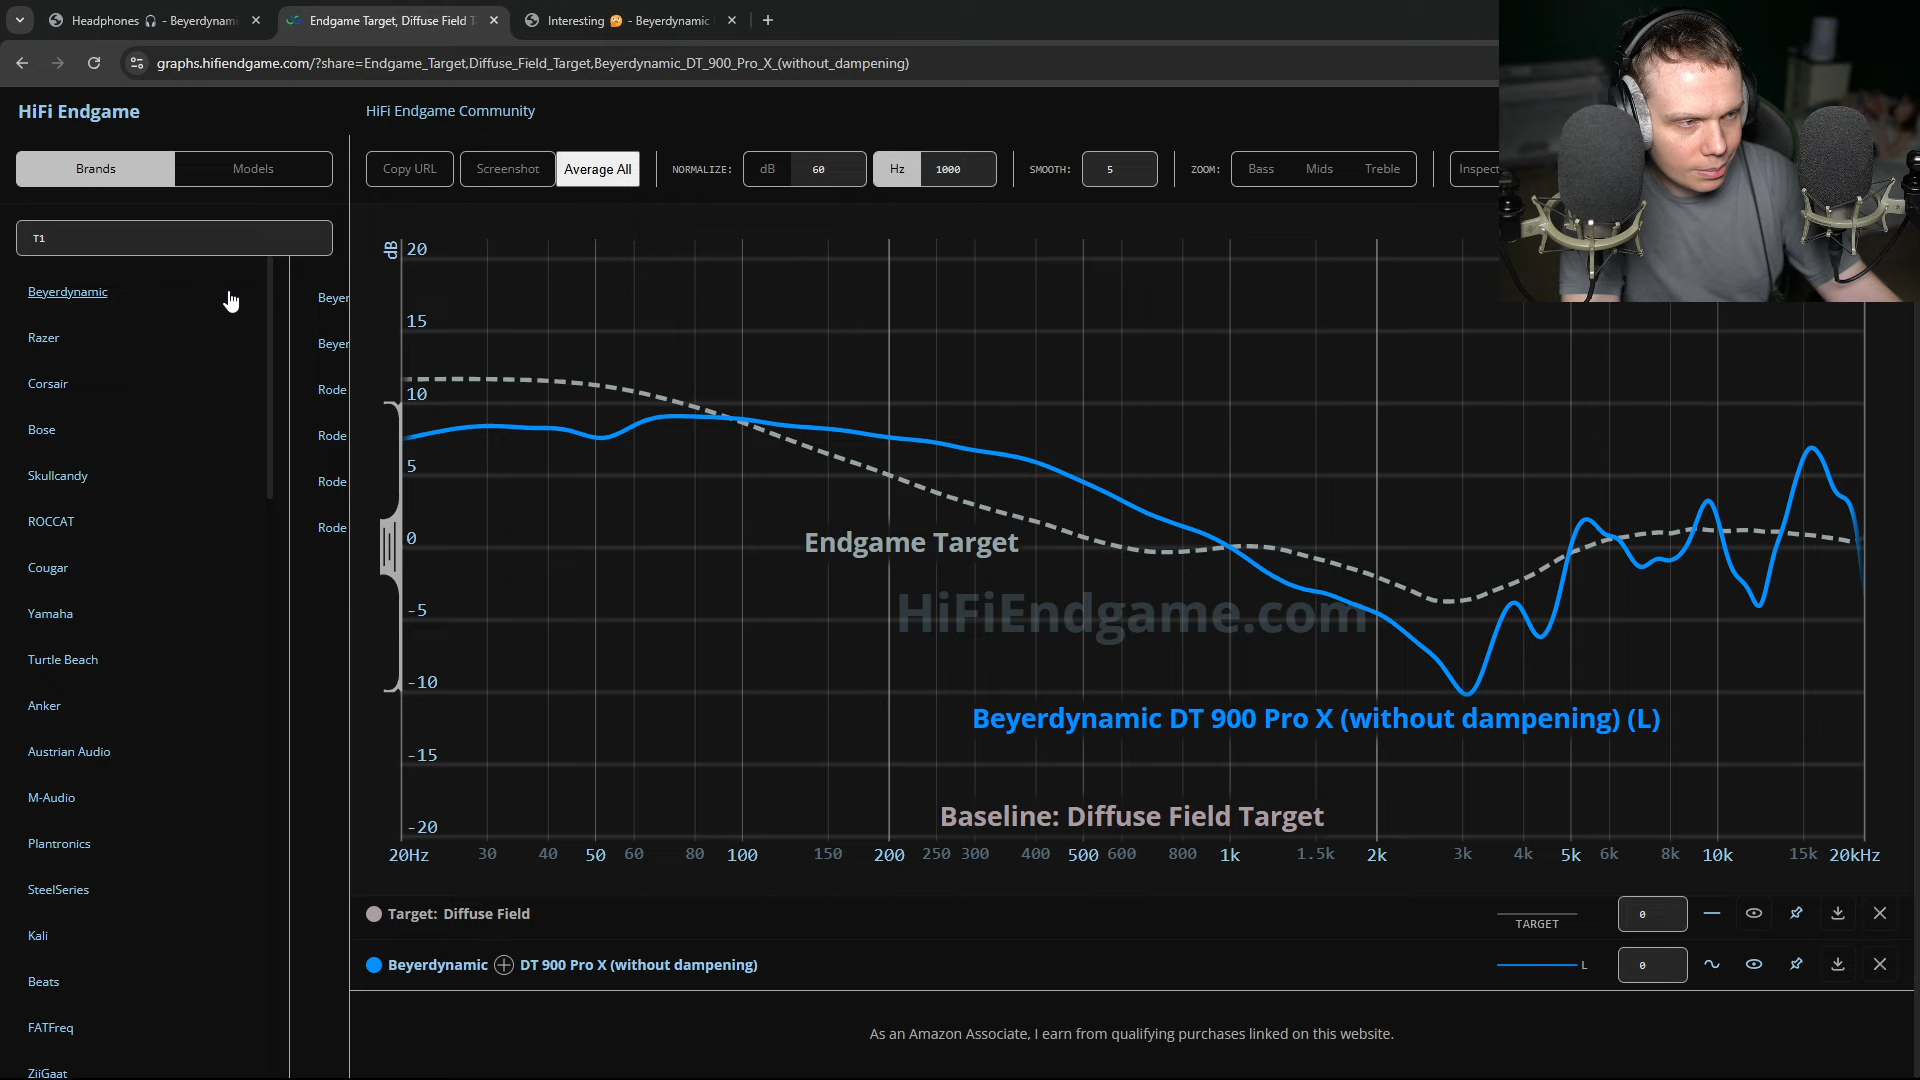 Headphones 🎧 - Beyerdynam
Endgame Target, Diffuse Field T
Interesting 🤔 - Beyerdynamic
graphs.hifiendgame.com/?share=Endgame_Target,Diffuse_Field_Target,Beyerdynamic_DT_900_Pro_X_(without_dampening)
HiFi Endgame
HiFi Endgame Community
Brands
Models
Copy URL
Screenshot
Average All
NORMALIZE:
dB
60
Hz
1000
SMOOTH:
5
ZOOM:
Bass
Mids
Treble
Inspect
T1
Beyerdynamic
Razer
Corsair
Bose
Skullcandy
ROCCAT
Cougar
Yamaha
Turtle Beach
Anker
Austrian Audio
M-Audio
Plantronics
SteelSeries
Kali
Beats
FATFreq
ZiiGaat
Beyer
Beyer
Rode
Rode
Rode
Rode
dB
20
15
10
5
0
-5
-10
-15
-20
Endgame Target
HiFiEndgame.com
Beyerdynamic DT 900 Pro X (without dampening) (L)
Baseline: Diffuse Field Target
20Hz 30 40 50 60 80 100 150 200 250 300 400 500 600 800 1k 1.5k 2k 3k 4k 5k 6k 8k 10k 15k 20kHz
Target: Diffuse Field
TARGET
0
Beyerdynamic DT 900 Pro X (without dampening)
L
0
As an Amazon Associate, I earn from qualifying purchases linked on this website.